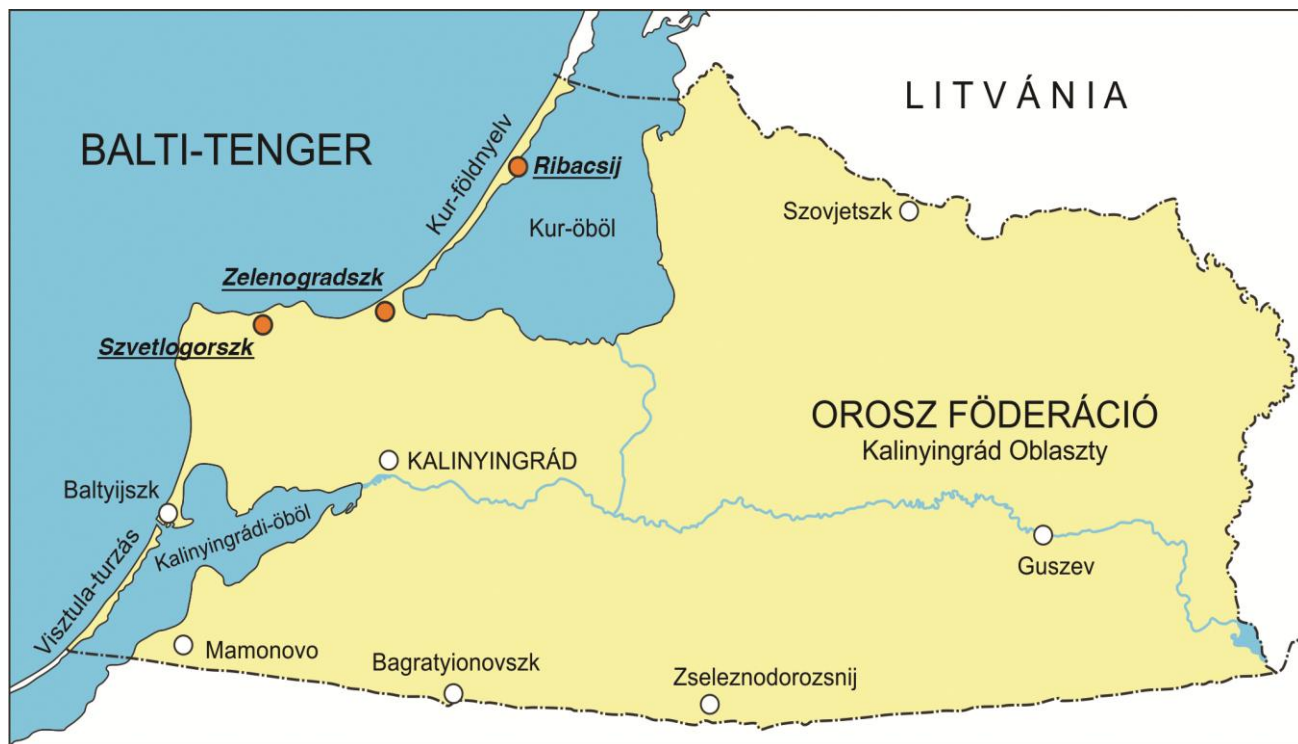 LITVÁNIA
BALTI-TENGER
Kur-földnyelv
Ribacsij
Szovjetszk
Kur-öböl
Zelenogradszk
Szvetlogorszk
OROSZ FÖDERÁCIÓ
Kalinyingrád Oblaszty
KALINYINGRÁD
Baltyijszk
Kalinyingrádi-öböl
Visztula-turzás
Guszev
Mamonovo
Bagratyionovszk
Zseleznodorozsnij